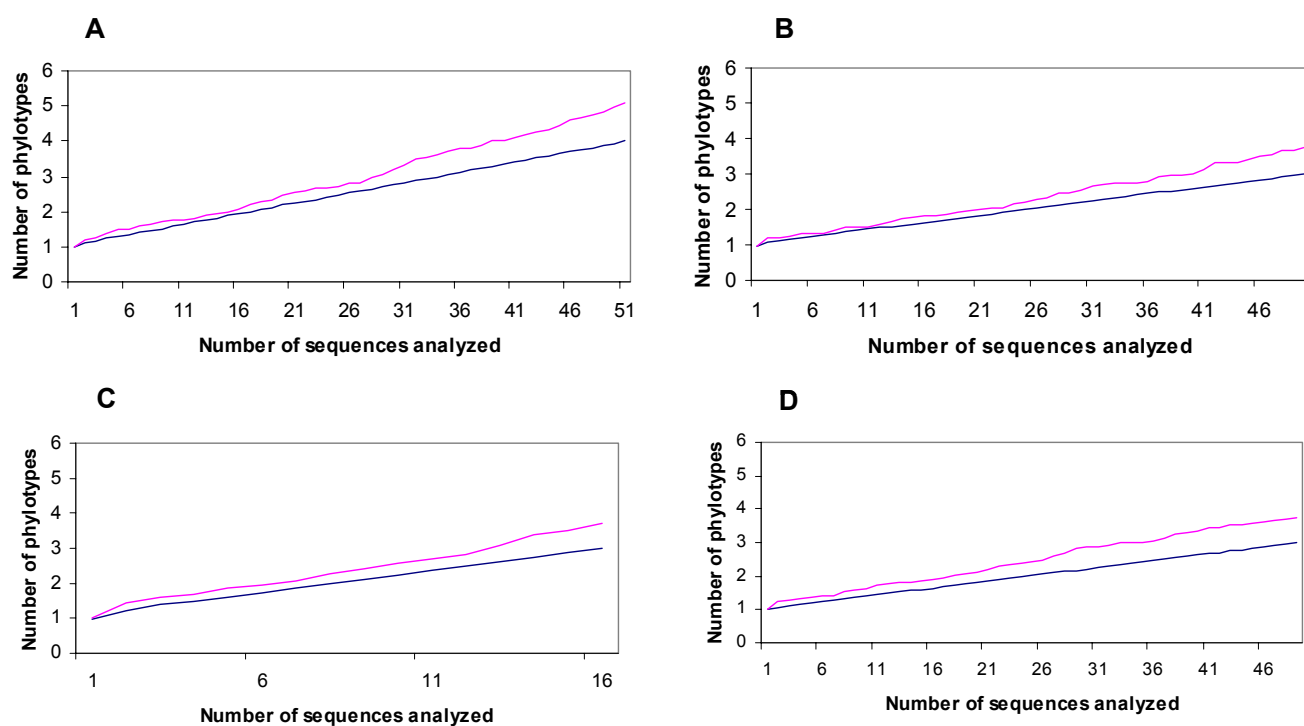 A
Number of phylotypes
6
5
4
3
2
1
0
1 6 11 16 21 26 31 36 41 46 51
Number of sequences analyzed
B
Number of phylotypes
6
5
4
3
2
1
0
1 6 11 16 21 26 31 36 41 46
Number of sequences analyzed
C
Number of phylotypes
6
5
4
3
2
1
0
1 6 11 16
Number of sequences analyzed
D
Number of phylotypes
6
5
4
3
2
1
0
1 6 11 16 21 26 31 36 41 46
Number of sequences analyzed